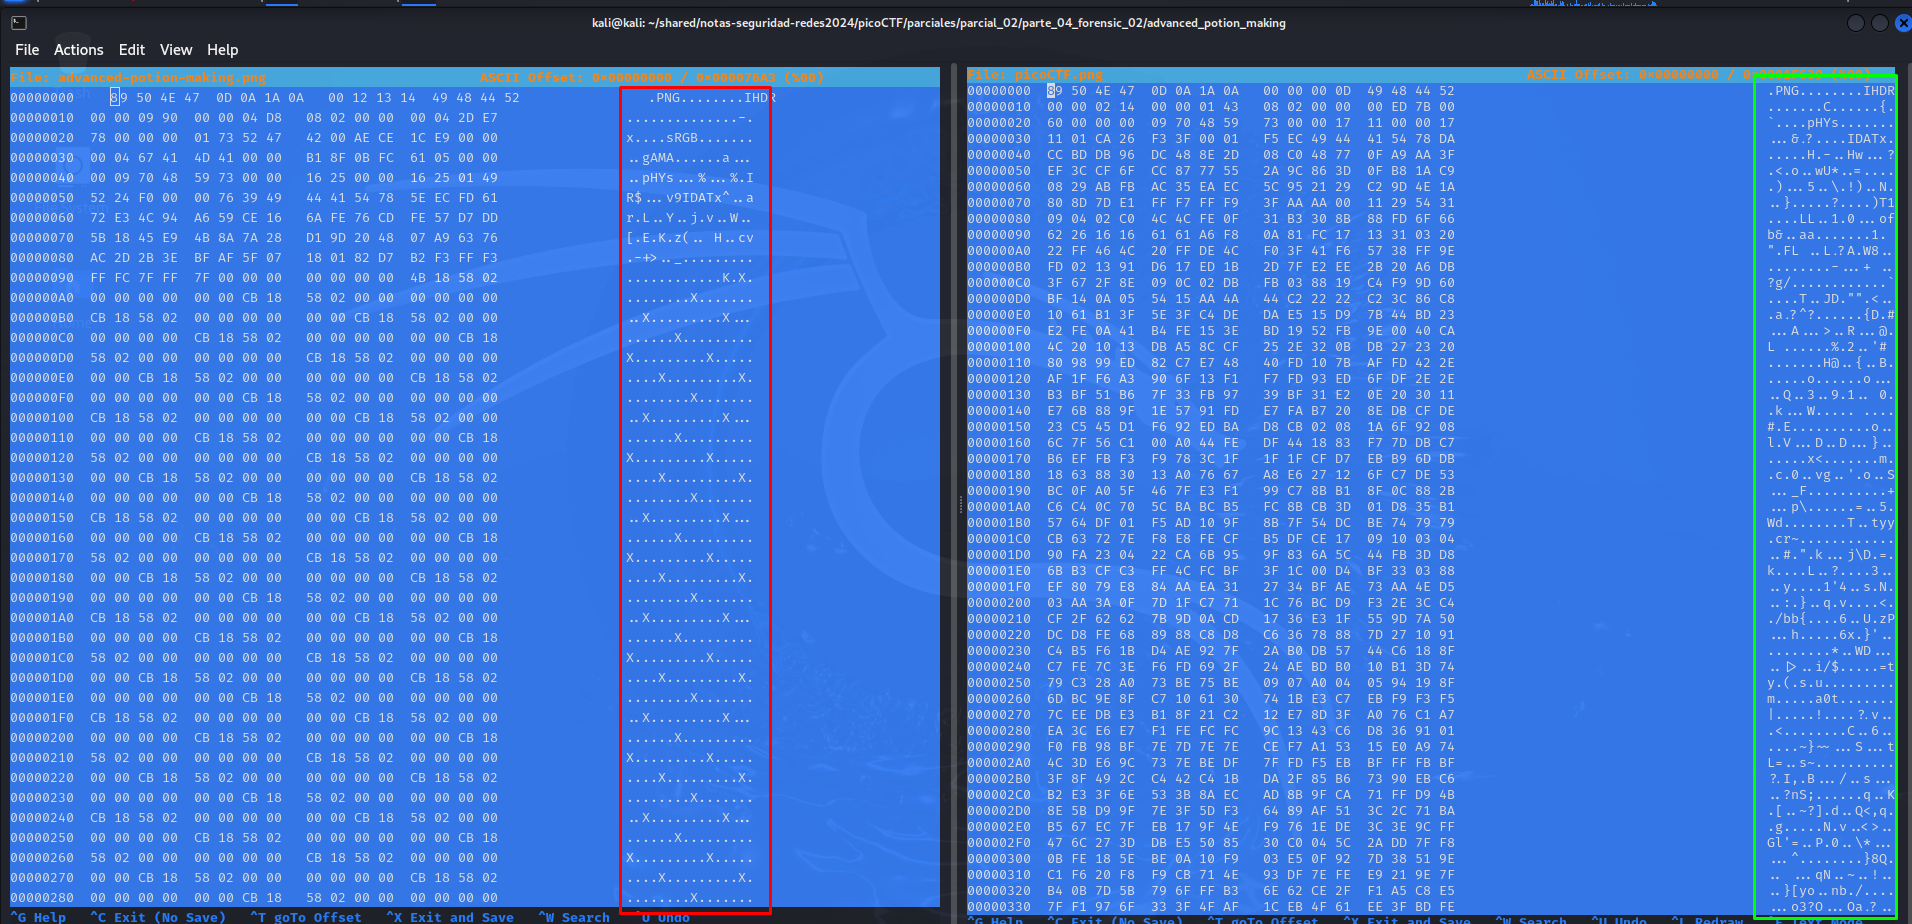 kali@kali: ~/shared/notas-seguridad-redes2024/picoCTF/parciales/parcial_02/parte_04_forensic_02/advanced_potion_making
File Actions Edit View Help
File: advanced-potion-making.png ASCII Offset: 0×00000000 / 0×000076A3 (%00)
00000000 89 50 4E 47 0D 0A 1A 0A 00 12 13 14 49 48 44 52 .PNG........IHDR
00000010 00 00 09 90 00 00 04 D8 08 02 00 00 00 04 2D E7 ..............-.
00000020 78 00 00 00 01 73 52 47 42 00 AE CE 1C E9 00 00 x....sRGB.......
00000030 00 04 67 41 4D 41 00 00 B1 8F 0B FC 61 05 00 00 ..gAMA......a...
00000040 00 09 70 48 59 73 00 00 16 25 00 00 16 25 01 49 ..pHYs...%...%.I
00000050 52 24 F0 00 00 76 39 49 44 41 54 78 5E EC FD 61 R$...v9IDATx^..a
00000060 72 E3 4C 94 A6 59 CE 16 6A FE 76 CD FE 57 D7 DD r.L..Y..j.v..W..
00000070 5B 18 45 E9 4B 8A 7A 28 D1 9D 20 48 07 A9 63 76 [.E.K.z(.. H..cv
00000080 AC 2D 2B 3E BF AF 5F 07 18 01 82 D7 B2 F3 FF F3 .-+>.._.........
00000090 FF FC 7F FF 7F 00 00 00 00 00 00 4B 18 58 02 ............K.X.
000000A0 00 00 00 00 00 00 CB 18 58 02 00 00 00 00 00 00 ........X.......
000000B0 CB 18 58 02 00 00 00 00 00 00 CB 18 58 02 00 00 ..X.........X...
000000C0 00 00 00 00 CB 18 58 02 00 00 00 00 00 00 CB 18 ......X.........
000000D0 58 02 00 00 00 00 00 00 CB 18 58 02 00 00 00 00 X.........X.....
000000E0 00 00 CB 18 58 02 00 00 00 00 00 00 CB 18 58 02 ....X.........X.
000000F0 00 00 00 00 00 00 CB 18 58 02 00 00 00 00 00 00 ........X.......
00000100 CB 18 58 02 00 00 00 00 00 00 CB 18 58 02 00 00 ..X.........X...
00000110 00 00 00 00 CB 18 58 02 00 00 00 00 00 00 CB 18 ......X.........
00000120 58 02 00 00 00 00 00 00 CB 18 58 02 00 00 00 00 X.........X.....
00000130 00 00 CB 18 58 02 00 00 00 00 00 00 CB 18 58 02 ....X.........X.
00000140 00 00 00 00 00 00 CB 18 58 02 00 00 00 00 00 00 ........X.......
00000150 CB 18 58 02 00 00 00 00 00 00 CB 18 58 02 00 00 ..X.........X...
00000160 00 00 00 00 CB 18 58 02 00 00 00 00 00 00 CB 18 ......X.........
00000170 58 02 00 00 00 00 00 00 CB 18 58 02 00 00 00 00 X.........X.....
00000180 00 00 CB 18 58 02 00 00 00 00 00 00 CB 18 58 02 ....X.........X.
00000190 00 00 00 00 00 00 CB 18 58 02 00 00 00 00 00 00 ........X.......
000001A0 CB 18 58 02 00 00 00 00 00 00 CB 18 58 02 00 00 ..X.........X...
000001B0 00 00 00 00 CB 18 58 02 00 00 00 00 00 00 CB 18 ......X.........
000001C0 58 02 00 00 00 00 00 00 CB 18 58 02 00 00 00 00 X.........X.....
000001D0 00 00 CB 18 58 02 00 00 00 00 00 00 CB 18 58 02 ....X.........X.
000001E0 00 00 00 00 00 00 CB 18 58 02 00 00 00 00 00 00 ........X.......
000001F0 CB 18 58 02 00 00 00 00 00 00 CB 18 58 02 00 00 ..X.........X...
00000200 00 00 00 00 CB 18 58 02 00 00 00 00 00 00 CB 18 ......X.........
00000210 58 02 00 00 00 00 00 00 CB 18 58 02 00 00 00 00 X.........X.....
00000220 00 00 CB 18 58 02 00 00 00 00 00 00 CB 18 58 02 ....X.........X.
00000230 00 00 00 00 00 00 CB 18 58 02 00 00 00 00 00 00 ........X.......
00000240 CB 18 58 02 00 00 00 00 00 00 CB 18 58 02 00 00 ..X.........X...
00000250 00 00 00 00 CB 18 58 02 00 00 00 00 00 00 CB 18 ......X.........
00000260 58 02 00 00 00 00 00 00 CB 18 58 02 00 00 00 00 X.........X.....
00000270 00 00 CB 18 58 02 00 00 00 00 00 00 CB 18 58 02 ....X.........X.
00000280 00 00 00 00 00 00 CB 18 58 02 00 00 00 00 00 00 ........X.......
^G Help ^C Exit (No Save) ^T goTo Offset ^X Exit and Save ^W Search ^U Undo
File: picoCTF.png ASCII Offset: 0×00000000
00000000 89 50 4E 47 0D 0A 1A 0A 00 00 00 0D 49 48 44 52 .PNG........IHDR
00000010 00 00 02 14 00 00 01 43 08 02 00 00 00 ED 7B 00 .......C......{.
00000020 60 00 00 00 09 70 48 59 73 00 00 17 11 00 00 17 `....pHYs.......
00000030 11 01 CA 26 F3 3F 00 01 F5 EC 49 44 41 54 78 DA ...&.?....IDATx.
00000040 CC BD DB 96 DC 48 8E 2D 08 C0 48 77 0F A9 AA 3F .....H.-..Hw...?
00000050 EF 3C CF 6F CC 87 77 55 2A 9C 86 3D 0F B8 1A C9 .<.o..wU*..=....
00000060 08 29 AB FB AC 35 EA EC 5C 95 21 29 C2 9D 4E 1A .)...5..\.!)..N.
00000070 80 8D 7D E1 FF F7 FF F9 3F AA AA 00 11 29 54 31 ..}.....?....)T1
00000080 09 04 02 C0 4C 4C FE 0F 31 B3 30 8B 88 FD 6F 66 ....LL..1.0...of
00000090 62 26 16 16 61 61 A6 F8 0A 81 FC 17 13 31 03 20 b&..aa.......1.
000000A0 22 FF 46 4C 20 FF DE 4C F0 3F 41 F6 57 38 FF 9E ".FL ..L.?A.W8..
000000B0 FD 02 13 91 D6 17 ED 1B 2D 7F E2 EE 2B 20 A6 DB ........-...+ ..
000000C0 3F 67 2F 8E 09 0C 02 DB FB 03 88 19 C4 F9 9D 60 ?g/............`
000000D0 BF 14 0A 05 54 15 AA 4A 44 C2 22 22 C2 3C 86 C8 ....T..JD."".<..
000000E0 10 61 B1 3F 5E 3F C4 DE DA E5 15 D9 7B 44 BD 23 .a.?^?......{D.#
000000F0 E2 FE 0A 41 B4 FE 15 3E BD 19 52 FB 9E 00 40 CA ...A...>..R...@.
00000100 4C 20 10 13 DB A5 8C CF 25 2E 32 0B DB 27 23 20 L ......%.2..'#
00000110 80 98 99 ED 82 C7 E7 48 40 FD 10 7B AF FD 42 2E .......H@..{..B.
00000120 AF 1F F6 A3 90 6F 13 F1 F7 FD 93 ED 6F DF 2E 2E .....o......o...
00000130 B3 BF 51 B6 7F 33 FB 97 39 BF 31 E2 0E 20 30 11 ..Q..3..9.1.. 0.
00000140 E7 6B 88 9F 1E 57 91 FD E7 FA B7 20 8E DB CF DE .k...W..... ....
00000150 23 C5 45 D1 F6 92 ED BA D8 CB 02 08 1A 6F 92 08 #.E..........o..
00000160 6C 7F 56 C1 00 A0 44 FE DF 44 18 83 F7 7D DB C7 l.V...D..D...}..
00000170 B6 EF FB F3 F9 78 3C 1F 1F 1F CF D7 EB B9 6D DB .....x<.......m.
00000180 18 63 88 30 13 A0 76 67 A8 E6 27 12 6F C7 DE 53 .c.0..vg..'.o..S
00000190 BC 0F A0 5F 46 7F E3 F1 99 C7 8B B1 8F 0C 88 2B ..._F..........+
000001A0 C6 C4 0C 70 5C BA BC B5 FC 8B CB 3D 01 D8 35 B1 ...p\......=..5.
000001B0 57 64 DF 01 F5 AD 10 9F 8B 7F 54 DC BE 74 79 79 Wd........T..tyy
000001C0 CB 63 72 7E F8 E8 FE CF B5 DF CE 17 09 10 03 04 .cr~............
000001D0 90 FA 23 04 22 CA 6B 95 9F 83 6A 5C 44 FB 3D D8 ..#.".k...j\D.=.
000001E0 6B B3 CF C3 FF 4C FC BF 3F 1C 00 D4 BF 33 03 88 k....L..?....3..
000001F0 EF 80 79 E8 84 AA EA 31 27 34 BF AE 73 AA 4E D5 ..y....1'4..s.N.
00000200 03 AA 3A 0F 7D 1F C7 71 1C 76 BC D9 F3 2E 3C C4 ..:.}..q.v....<.
00000210 CF 2F 62 62 7B 9D 0A CD 17 36 E3 1F 55 9D 7A 50 ./bb{....6..U.zP
00000220 DC D8 FE 68 89 88 C8 D8 C6 36 78 88 7D 27 10 91 ...h.....6x.}'..
00000230 C4 B5 F6 1B D4 AE 92 7F 2A B0 DB 57 44 C6 18 8F ........*..WD...
00000240 C7 FE 7C 3E F6 FD 69 2F 24 AE BD B0 10 B1 3D 74 ..|>..i/$.....=t
00000250 79 C3 28 A0 73 BE 75 BE 09 07 A0 04 05 94 19 8F y.(.s.u.........
00000260 6D BC 9E 8F C7 10 61 30 74 1B E3 C7 EB F9 F3 F5 m.....a0t.......
00000270 7C EE DB E3 B1 8F 21 C2 12 E7 8D 3F A0 76 C1 A7 |.....!....?.v..
00000280 EA 3C E6 E7 F1 FE FC FC 9C 13 43 C6 D8 36 91 01 .<........C..6..
00000290 F0 FB 98 BF 7E 7D 7E 7E CE F7 A1 53 15 E0 A9 74 ....~}~~...S...t
000002A0 4C 3D E6 9C 73 7E BE DF 7F FD F5 EB BF FF FB BF L=..s~..........
000002B0 3F 8F 49 2C C4 42 C4 1B DA 2F 85 B6 73 90 EB C6 ?.I,.B.../..s...
000002C0 B2 E3 3F 6E 53 3B 8A EC AD 8B 9F CA 71 FF D9 4B ..?nS;......q..K
000002D0 8E 5B D9 9F 7E 3F 5D F3 64 89 AF 51 3C 2C 71 BA .[..~?].d..Q<,q.
000002E0 B5 67 EC 7F EB 17 9F 4E F9 76 1E DE 3C 3E 9C FF .g.....N.v..<>..
000002F0 47 6C 27 3D DB E5 50 85 30 C0 04 5C 2A DD 7F F8 Gl'=..P.0..\*...
00000300 0B FE 18 5E BE 0A 10 F9 03 E5 0F 92 7D 38 51 9E ...^........}8Q.
00000310 C1 F6 20 F8 F9 CB 71 4E 93 DF 7E FE E9 21 9E 7F .. ...qN..~..!..
00000320 B4 0B 7D 5B 79 6F FF B3 6E 62 CE 2F F1 A5 C8 E5 ..}[yo..nb./....
00000330 7F F1 97 6F 33 3F 4F AF 1C EB 4F 61 EE 3F BD 80 ...o3?O...Oa.?..
^G Help ^C Exit (No Save) ^T goTo Offset ^X Exit and Save ^W Search ^U Undo ^L Redraw ^E Text Mode